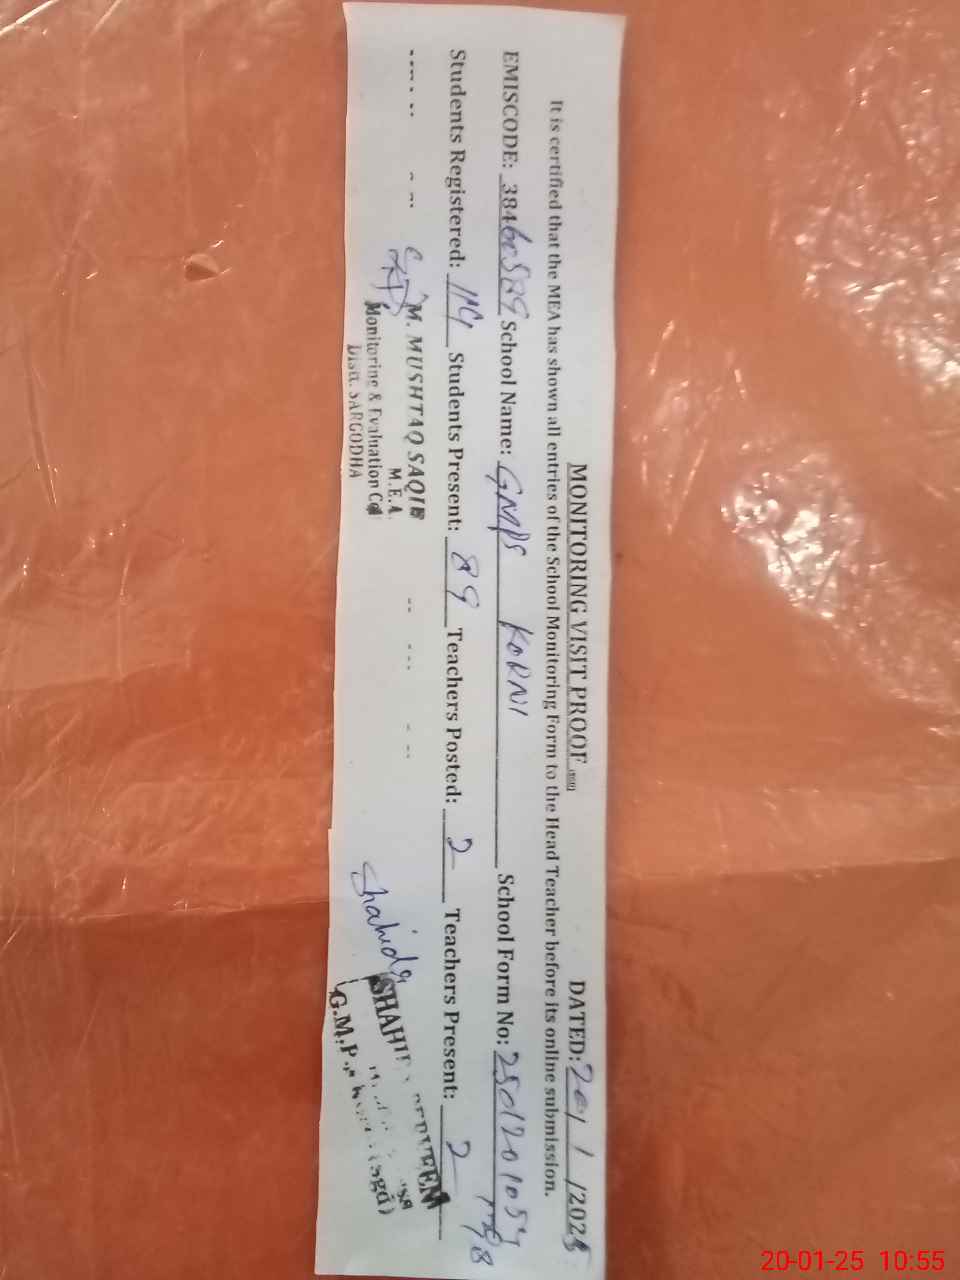 MONITORING VISIT PROOF
DATED: 20/1/2025
It is certified that the MEA has shown all entries of the School Monitoring Form to the Head Teacher before its online submission.
EMISCODE: 384 School Name: GMPS KORNI School Form No:
Students Registered: Students Present: 89 Teachers Posted: 2 Teachers Present: 2
M. MUSHTAQ SAQIB
M.E.A.
Monitoring & Evaluation Cell
Distt. SARGODHA
Shahida
G.M.P.
20-01-25 10:55